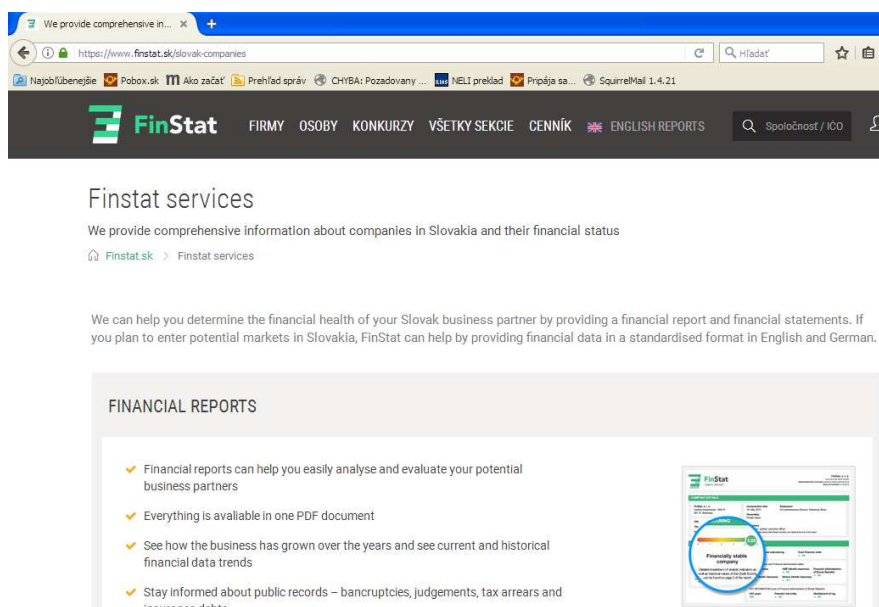 We provide comprehensive in... × +
https://www.finstat.sk/slovak-companies Hľadať
Najobľúbenejšie Pobox.sk Ako začať Prehľad správ CHYBA: Pozadovany ... NELI preklad Pripája sa... SquirrelMail 1.4.21
FinStat FIRMY OSOBY KONKURZY VŠETKY SEKCIE CENNÍK ENGLISH REPORTS Spoločnosť / IČO
Finstat services
We provide comprehensive information about companies in Slovakia and their financial status
Finstat.sk > Finstat services
We can help you determine the financial health of your Slovak business partner by providing a financial report and financial statements. If
you plan to enter potential markets in Slovakia, FinStat can help by providing financial data in a standardised format in English and German.
FINANCIAL REPORTS
Financial reports can help you easily analyse and evaluate your potential
business partners
Everything is avaliable in one PDF document
See how the business has grown over the years and see current and historical
financial data trends
Stay informed about public records – bancruptcies, judgements, tax arrears and
insurance debts
FinStat
Financially stable
company